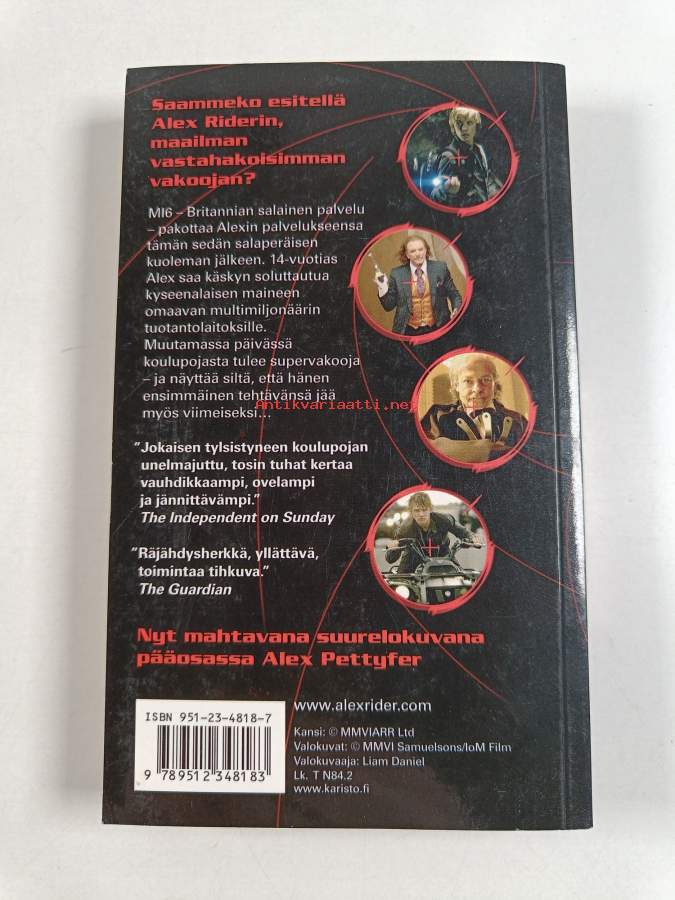 Saammeko esitellä
Alex Riderin,
maailman
vastahakoisimman
vakoojan?
MI6 – Britannian salainen palvelu
– pakottaa Alexin palvelukseensa
tämän sedän salaperäisen
kuoleman jälkeen. 14-vuotias
Alex saa käskyn soluttautua
kyseenalaisen maineen
omaavan multimiljonäärin
tuotantolaitoksille.
Muutamassa päivässä
koulupojasta tulee supervakooja
– ja näyttää siltä, että hänen
ensimmäinen tehtävänsä jää
myös viimeiseksi…
Antikvariaatti.net
”Jokaisen tylsistyneen koulupojan
unelmajuttu, tosin tuhat kertaa
vauhdikkaampi, ovelampi
ja jännittävämpi.”
The Independent on Sunday
”Räjähdysherkkä, yllättävä,
toimintaa tihkuva.”
The Guardian
Nyt mahtavana suurelokuvana
pääosassa Alex Pettyfer
ISBN 951-23-4818-7
9 789512 348183
www.alexrider.com
Kansi: © MMVIARR Ltd
Valokuvat: © MMVI Samuelsons/IoM Film
Valokuvaaja: Liam Daniel
Lk. T N84.2
www.karisto.fi